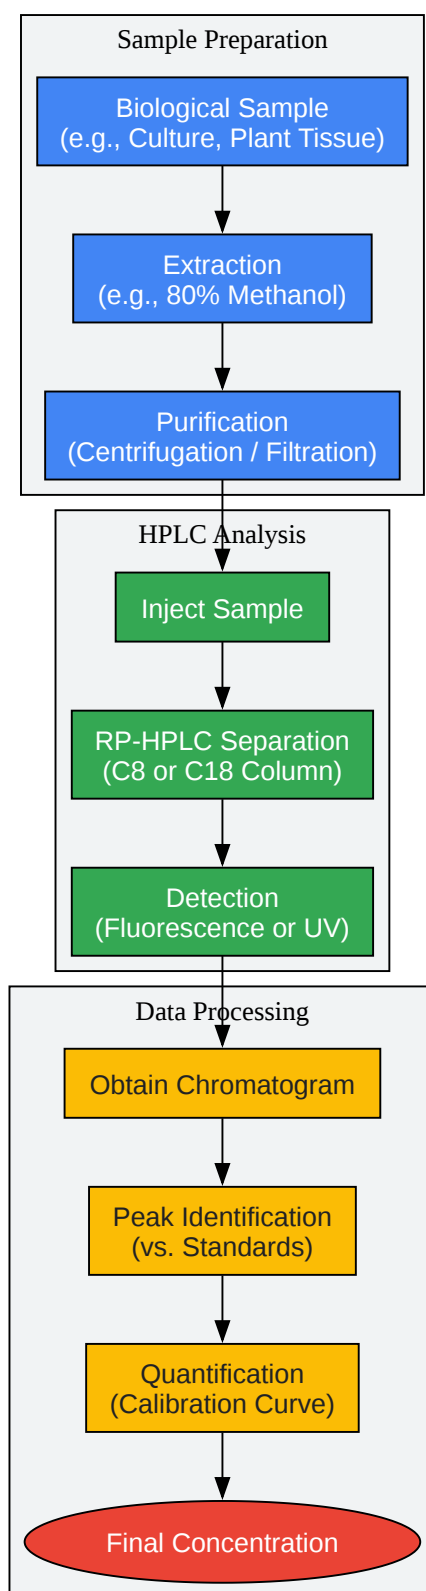 Sample Preparation
Biological Sample
(e.g., Culture, Plant Tissue)
Extraction
(e.g., 80% Methanol)
Purification
(Centrifugation / Filtration)
HPLC Analysis
Inject Sample
RP-HPLC Separation
(C8 or C18 Column)
Detection
(Fluorescence or UV)
Data Processing
Obtain Chromatogram
Peak Identification
(vs. Standards)
Quantification
(Calibration Curve)
Final Concentration